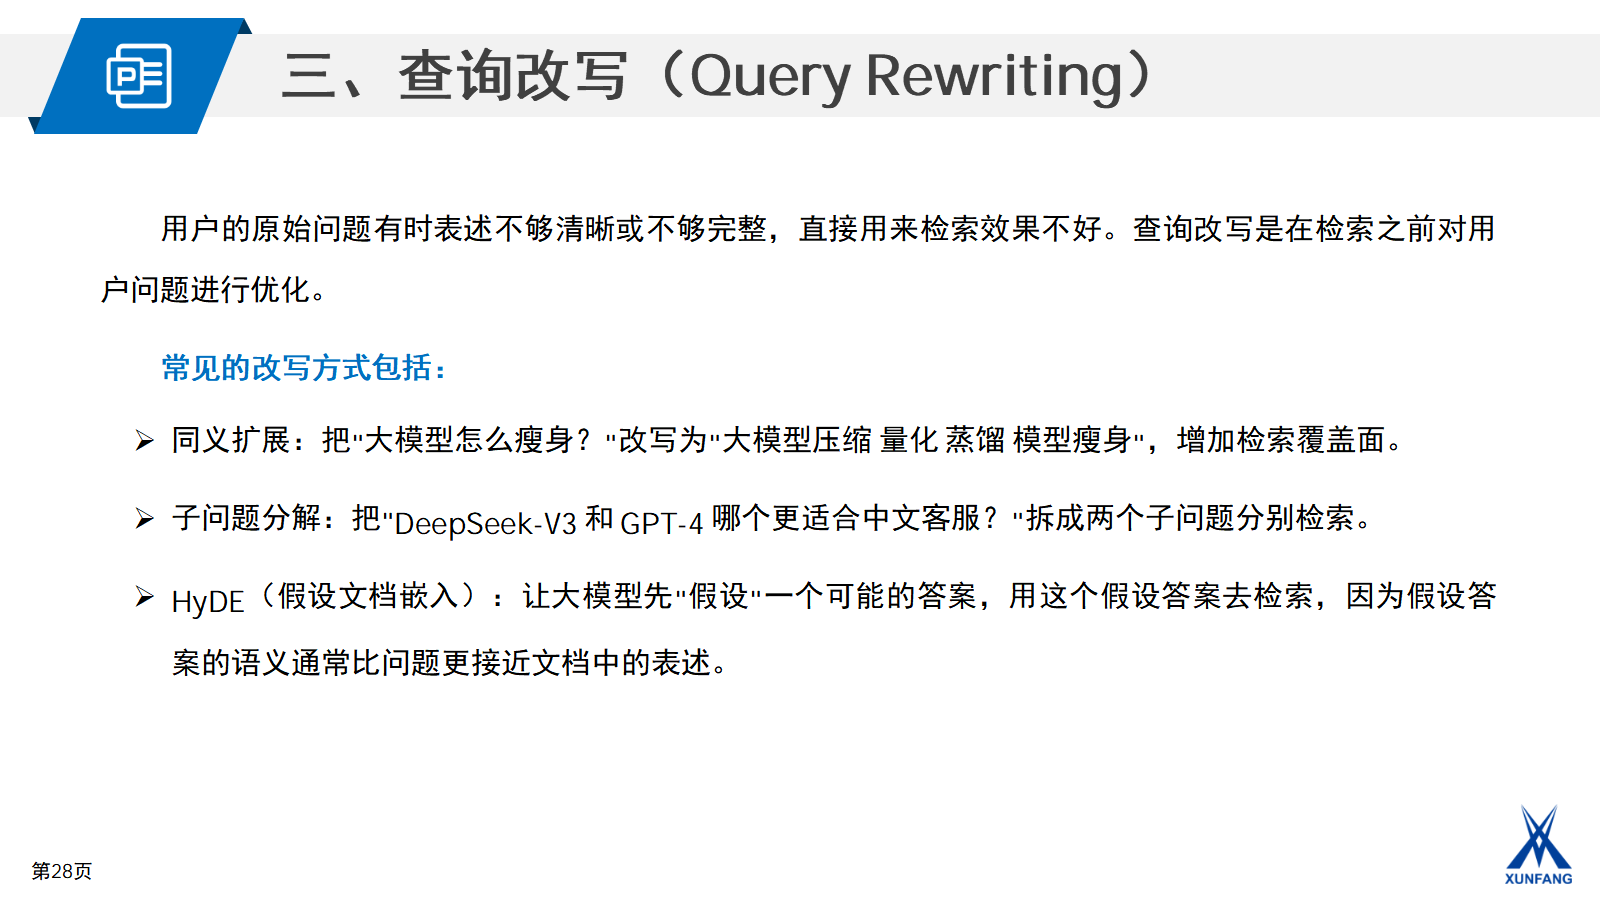 三、查询改写（Query Rewriting）
用户的原始问题有时表述不够清晰或不够完整，直接用来检索效果不好。查询改写是在检索之前对用
户问题进行优化。
常见的改写方式包括：
➢ 同义扩展：把"大模型怎么瘦身？"改写为"大模型压缩 量化 蒸馏 模型瘦身"，增加检索覆盖面。
➢ 子问题分解：把"DeepSeek-V3 和 GPT-4 哪个更适合中文客服？"拆成两个子问题分别检索。
➢ HyDE（假设文档嵌入）：让大模型先"假设"一个可能的答案，用这个假设答案去检索，因为假设答
案的语义通常比问题更接近文档中的表述。
第28页
XUNFANG